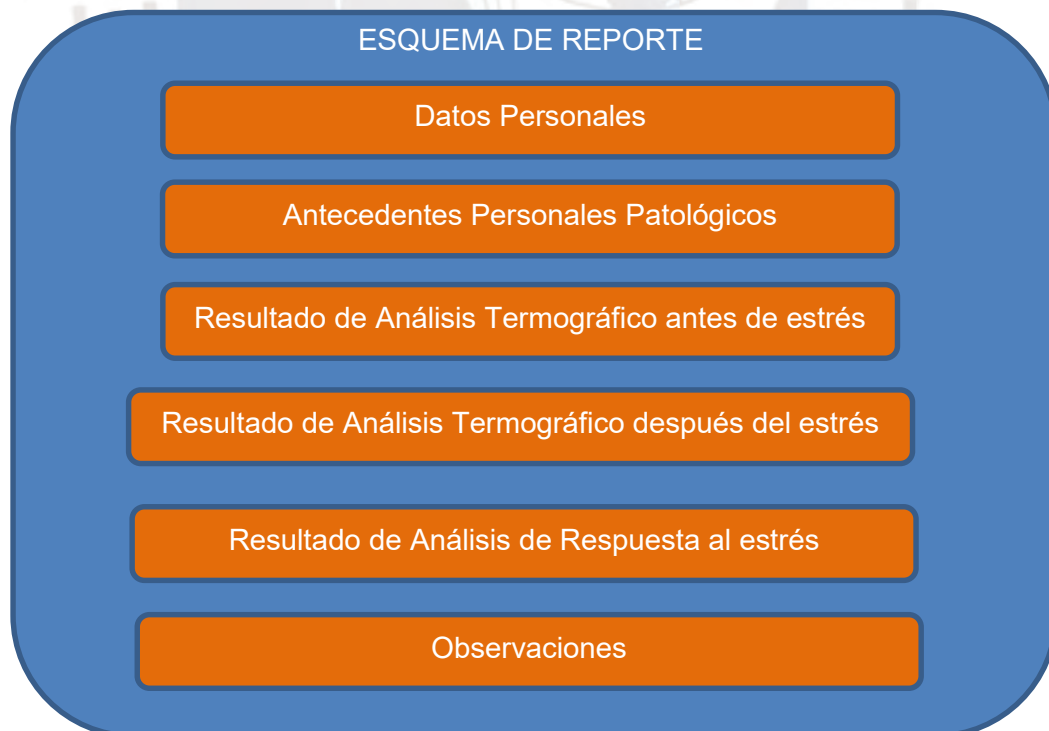 ESQUEMA DE REPORTE
Datos Personales
Antecedentes Personales Patológicos
Resultado de Análisis Termográfico antes de estrés
Resultado de Análisis Termográfico después del estrés
Resultado de Análisis de Respuesta al estrés
Observaciones